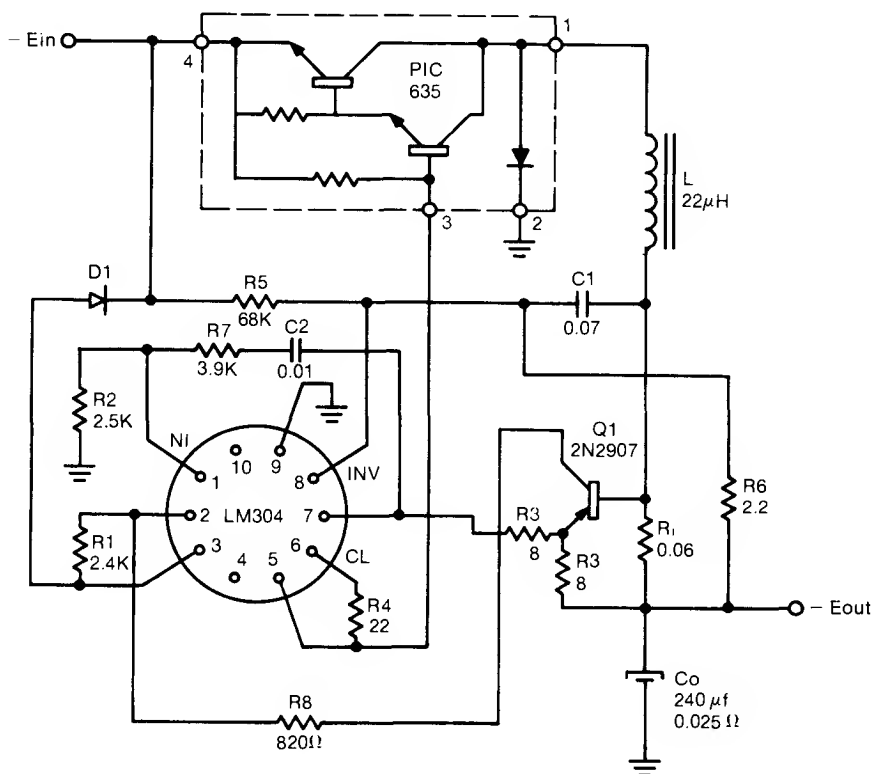 − Ein
4
PIC
635
1
3
2
L
22μH
D1
R5
68K
C1
0.07
R7
3.9K
C2
0.01
R2
2.5K
NI
10
9
INV
1
8
Q1
2N2907
2
LM304
7
R1
2.4K
3
6
CL
4
5
R3
8
R3
8
R6
2.2
R₁
0.06
R4
22
− Eout
Co
240 μf
0.025 Ω
R8
820Ω